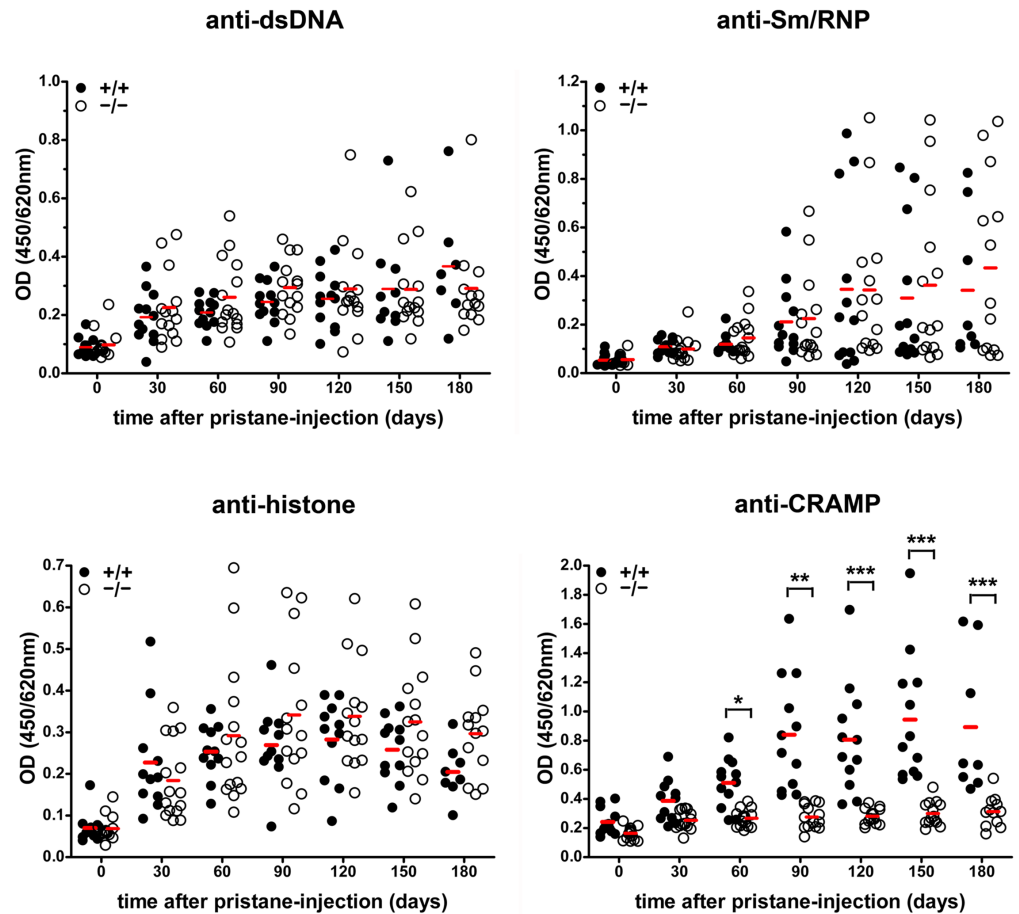 anti-dsDNA
OD (450/620nm)
1.0
0.8
0.6
0.4
0.2
0.0
+/+
−/−
0 30 60 90 120 150 180
time after pristane-injection (days)
anti-Sm/RNP
OD (450/620nm)
1.2
1.0
0.8
0.6
0.4
0.2
0.0
+/+
−/−
0 30 60 90 120 150 180
time after pristane-injection (days)
anti-histone
OD (450/620nm)
0.7
0.6
0.5
0.4
0.3
0.2
0.1
0.0
+/+
−/−
0 30 60 90 120 150 180
time after pristane-injection (days)
anti-CRAMP
OD (450/620nm)
2.0
1.8
1.6
1.4
1.2
1.0
0.8
0.6
0.4
0.2
0.0
+/+
−/−
* ** *** *** ***
0 30 60 90 120 150 180
time after pristane-injection (days)